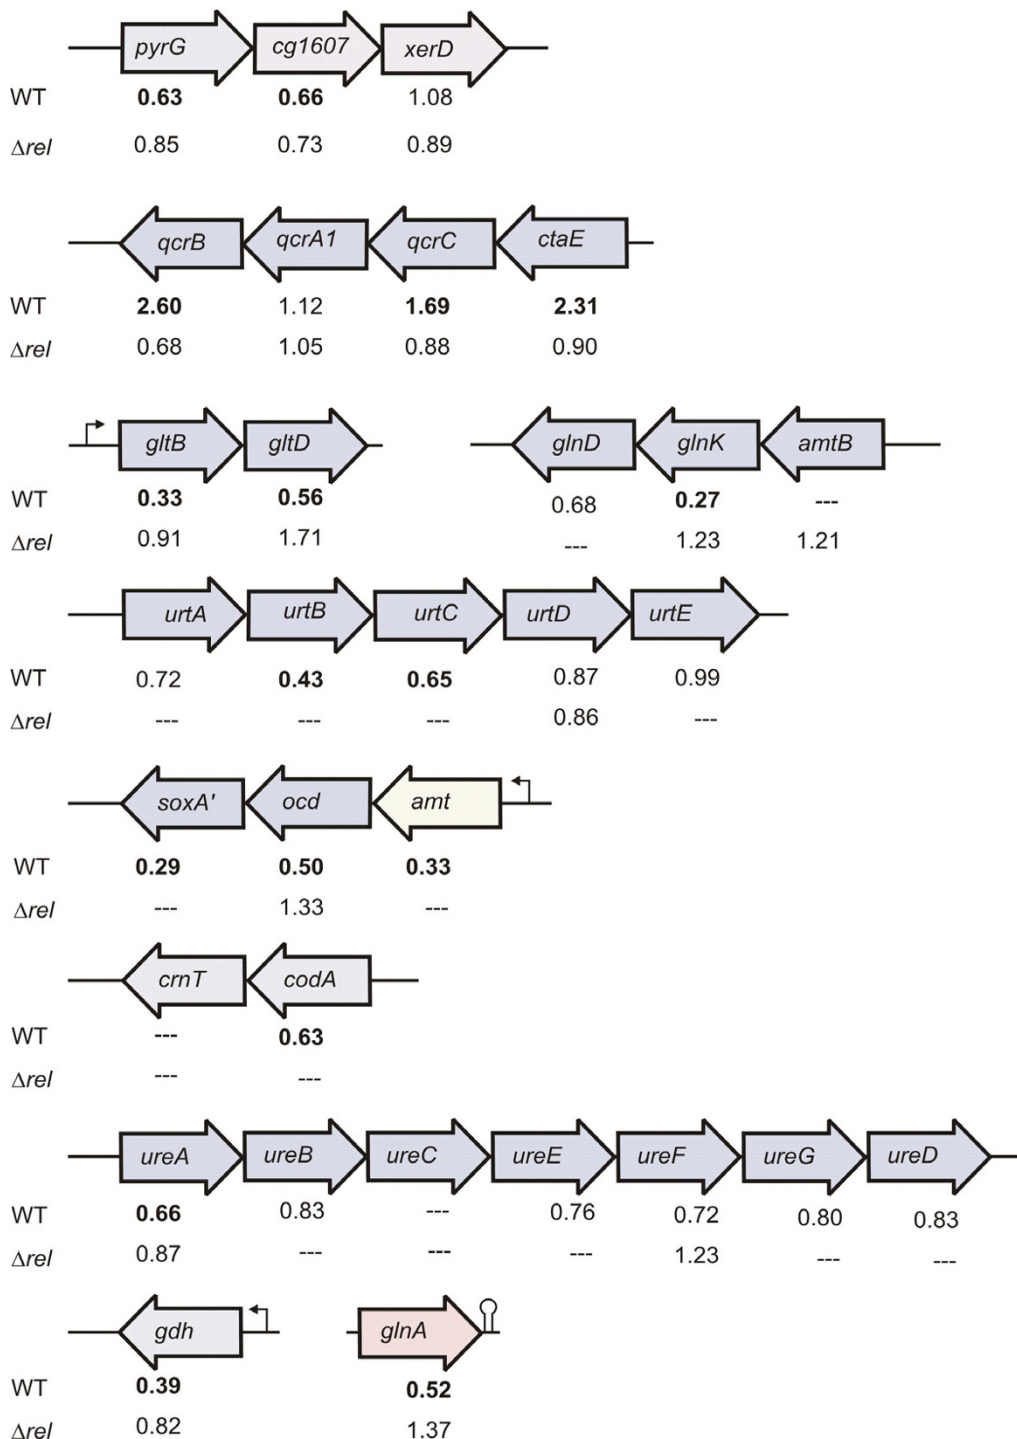 pyrG cg1607 xerD
WT 0.63 0.66 1.08
Δrel 0.85 0.73 0.89
qcrB qcrA1 qcrC ctaE
WT 2.60 1.12 1.69 2.31
Δrel 0.68 1.05 0.88 0.90
gltB gltD glnD glnK amtB
WT 0.33 0.56 0.68 0.27 ---
Δrel 0.91 1.71 --- 1.23 1.21
urtA urtB urtC urtD urtE
WT 0.72 0.43 0.65 0.87 0.99
Δrel --- --- --- 0.86 ---
soxA' ocd amt
WT 0.29 0.50 0.33
Δrel --- 1.33 ---
crnT codA
WT --- 0.63
Δrel --- ---
ureA ureB ureC ureE ureF ureG ureD
WT 0.66 0.83 --- 0.76 0.72 0.80 0.83
Δrel 0.87 --- --- --- 1.23 --- ---
gdh glnA
WT 0.39 0.52
Δrel 0.82 1.37